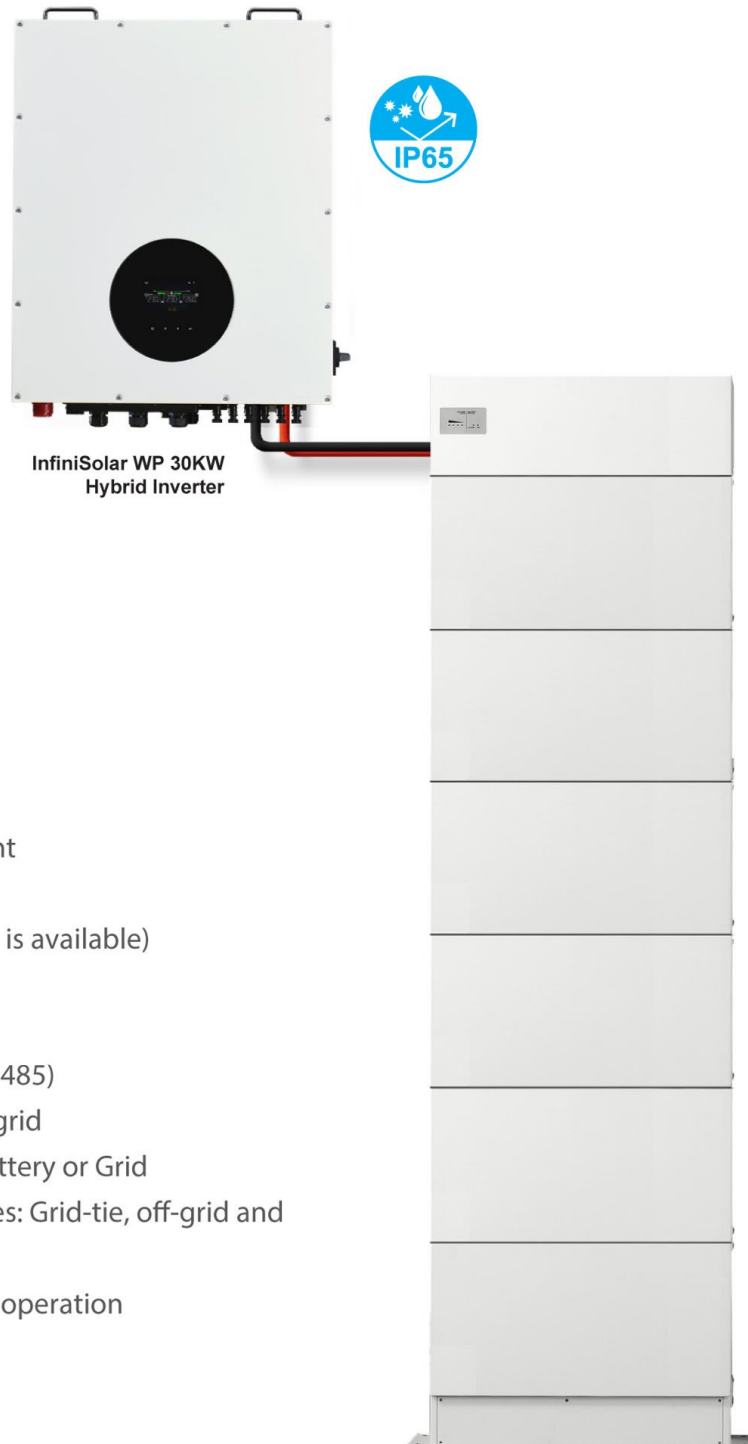 IP65
InfiniSolar WP 30KW
Hybrid Inverter
nt
is available)
485)
grid
ttery or Grid
es: Grid-tie, off-grid and
operation